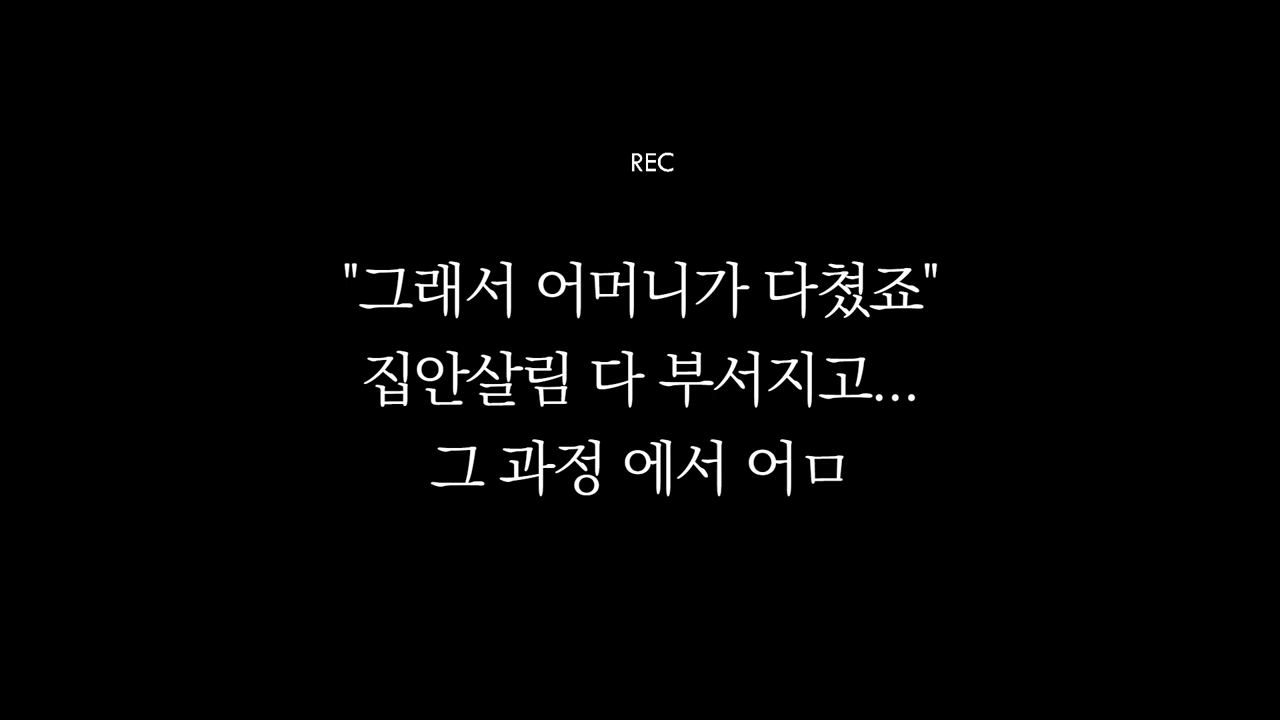 REC
"그래서 어머니가 다쳤죠"
집안살림 다 부서지고...
그 과정 에서 어ㅁ